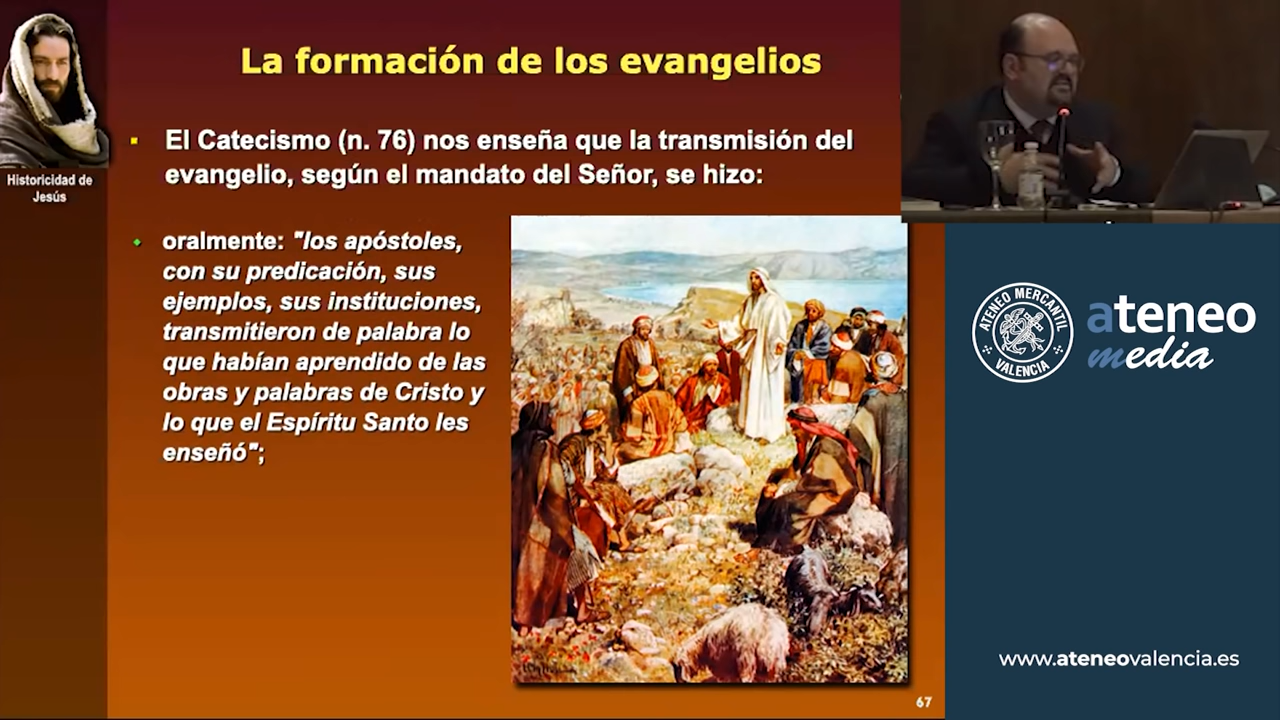 La formación de los evangelios
El Catecismo (n. 76) nos enseña que la transmisión del
evangelio, según el mandato del Señor, se hizo:
Historicidad de
Jesús
oralmente: "los apóstoles,
con su predicación, sus
ejemplos, sus instituciones,
transmitieron de palabra lo
que habían aprendido de las
obras y palabras de Cristo y
lo que el Espíritu Santo les
enseñó";
67
ATENEO MERCANTIL
VALENCIA
ateneo
media
www.ateneovalencia.es